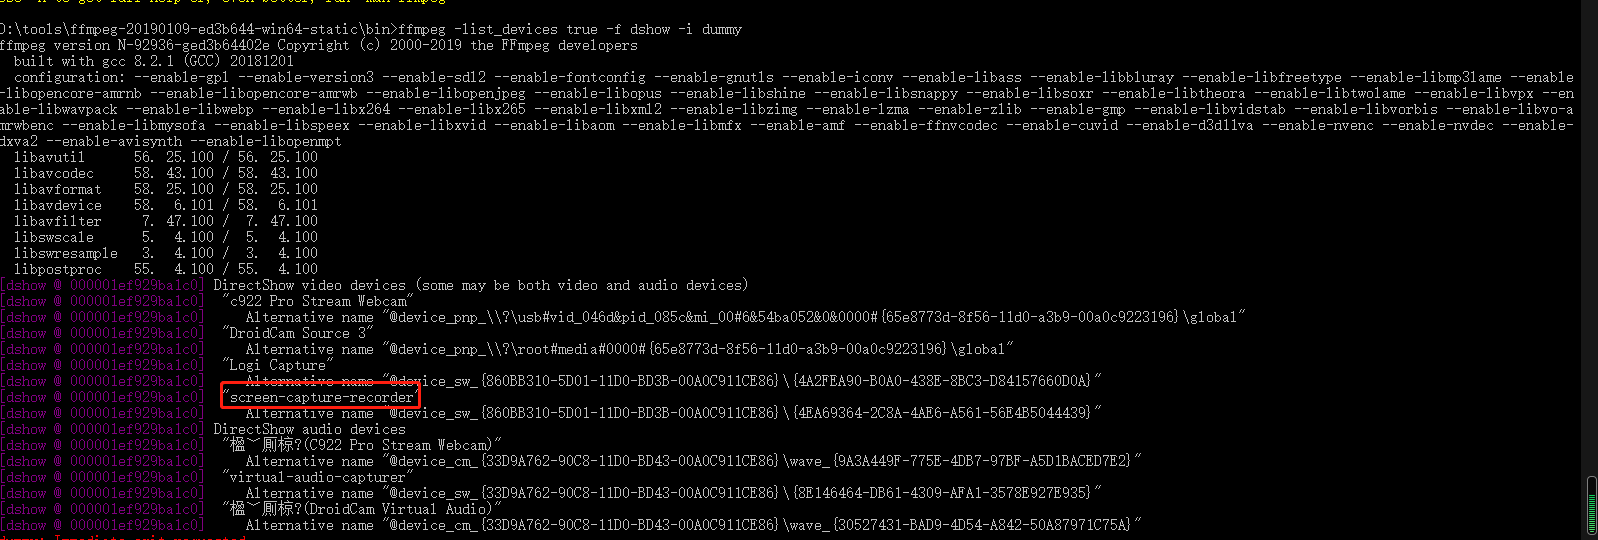 D:\tools\ffmpeg-20190109-ed3b644-win64-static\bin>ffmpeg -list_devices true -f dshow -i dummy
ffmpeg version N-92936-ged3b64402e Copyright (c) 2000-2019 the FFmpeg developers
built with gcc 8.2.1 (GCC) 20181201
configuration: --enable-gpl --enable-version3 --enable-sdl2 --enable-fontconfig --enable-gnutls --enable-iconv --enable-libass --enable-libbluray --enable-libfreetype --enable-libmp3lame --enable
-libopencore-amrnb --enable-libopencore-amrwb --enable-libopenjpeg --enable-libopus --enable-libshine --enable-libsnappy --enable-libsoxr --enable-libtheora --enable-libtwolame --enable-libvpx --en
able-libwavpack --enable-libwebp --enable-libx264 --enable-libx265 --enable-libxml2 --enable-libzimg --enable-lzma --enable-zlib --enable-gmp --enable-libvidstab --enable-libvorbis --enable-libvo-a
mrwbenc --enable-libmysofa --enable-libspeex --enable-libxvid --enable-libaom --enable-libmfx --enable-amf --enable-ffnvcodec --enable-cuvid --enable-d3d11va --enable-nvenc --enable-nvdec --enable-
dxva2 --enable-avisynth --enable-libopenmpt
libavutil 56. 25.100 / 56. 25.100
libavcodec 58. 43.100 / 58. 43.100
libavformat 58. 25.100 / 58. 25.100
libavdevice 58. 6.101 / 58. 6.101
libavfilter 7. 47.100 / 7. 47.100
libswscale 5. 4.100 / 5. 4.100
libswresample 3. 4.100 / 3. 4.100
libpostproc 55. 4.100 / 55. 4.100
[dshow @ 000001ef929ba1c0] DirectShow video devices (some may be both video and audio devices)
[dshow @ 000001ef929ba1c0] "c922 Pro Stream Webcam"
[dshow @ 000001ef929ba1c0] Alternative name "@device_pnp_\\?\usb#vid_046d&pid_085c&mi_00#6&54ba052&0&0000#{65e8773d-8f56-11d0-a3b9-00a0c9223196}\global"
[dshow @ 000001ef929ba1c0] "DroidCam Source 3"
[dshow @ 000001ef929ba1c0] Alternative name "@device_pnp_\\?\root#media#0000#{65e8773d-8f56-11d0-a3b9-00a0c9223196}\global"
[dshow @ 000001ef929ba1c0] "Logi Capture"
[dshow @ 000001ef929ba1c0] Alternative name "@device_sw_{860BB310-5D01-11D0-BD3B-00A0C911CE86}\{4A2FEA90-B0A0-438E-8BC3-D84157660D0A}"
[dshow @ 000001ef929ba1c0] "screen-capture-recorder"
[dshow @ 000001ef929ba1c0] Alternative name "@device_sw_{860BB310-5D01-11D0-BD3B-00A0C911CE86}\{4EA69364-2C8A-4AE6-A561-56E4B5044439}"
[dshow @ 000001ef929ba1c0] DirectShow audio devices
[dshow @ 000001ef929ba1c0] "楹﹀厠椋?(C922 Pro Stream Webcam)"
[dshow @ 000001ef929ba1c0] Alternative name "@device_cm_{33D9A762-90C8-11D0-BD43-00A0C911CE86}\wave_{9A3A449F-775E-4DB7-97BF-A5D1BACED7E2}"
[dshow @ 000001ef929ba1c0] "virtual-audio-capturer"
[dshow @ 000001ef929ba1c0] Alternative name "@device_sw_{33D9A762-90C8-11D0-BD43-00A0C911CE86}\{8E146464-DB61-4309-AFA1-3578E927E935}"
[dshow @ 000001ef929ba1c0] "楹﹀厠椋?(DroidCam Virtual Audio)"
[dshow @ 000001ef929ba1c0] Alternative name "@device_cm_{33D9A762-90C8-11D0-BD43-00A0C911CE86}\wave_{30527431-BAD9-4D54-A842-50A87971C75A}"